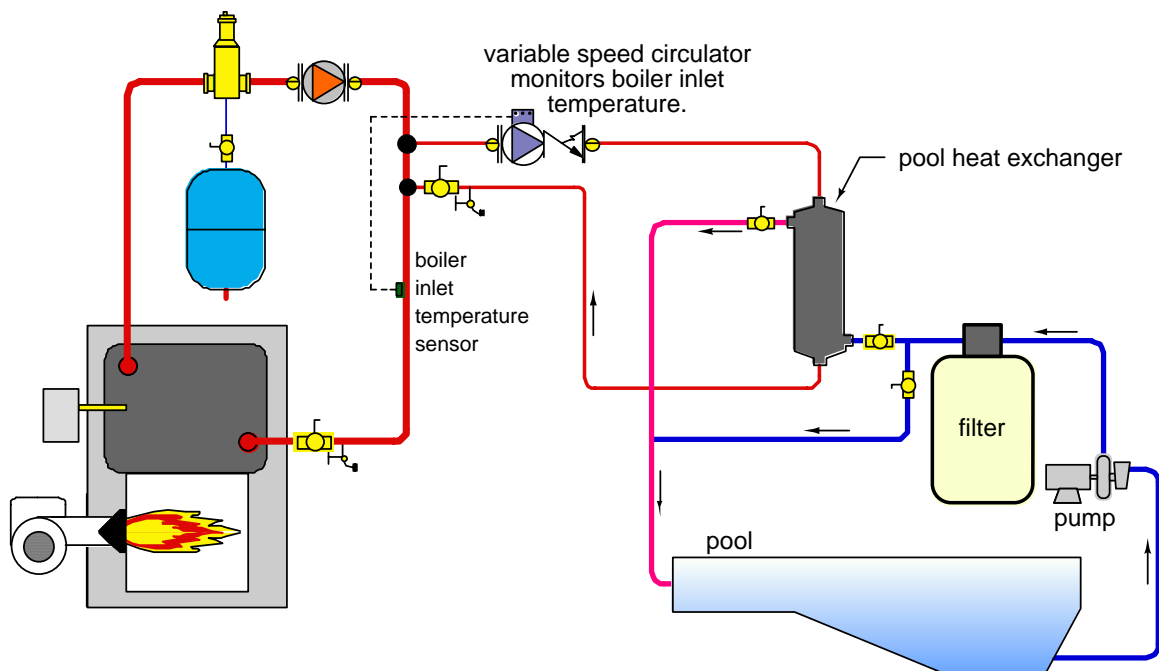 variable speed circulator
monitors boiler inlet
temperature.
pool heat exchanger
boiler
inlet
temperature
sensor
filter
pump
pool